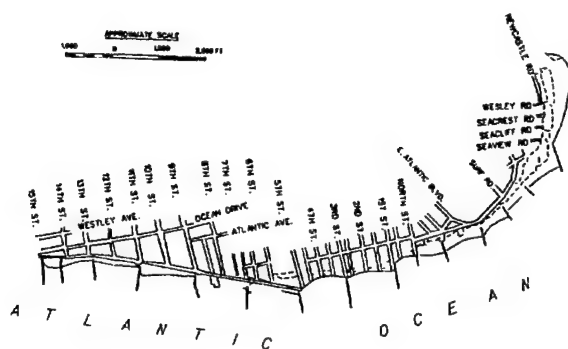 APPROXIMATE SCALE
1,000 0 1,000 2,000 FT
NEWCASTLE RD
WESLEY RD
SEACREST RD
SEACLIFF RD
SEAVIEW RD
SURF RD
E. ATLANTIC BLVD.
NORTH ST.
1ST ST.
2ND ST.
3RD ST.
4TH ST.
5TH ST.
6TH ST.
7TH ST.
8TH ST.
9TH ST.
10TH ST.
11TH ST.
12TH ST.
13TH ST.
14TH ST.
15TH ST.
WESTLEY AVE.
OCEAN DRIVE
ATLANTIC AVE.
ATLANTIC OCEAN